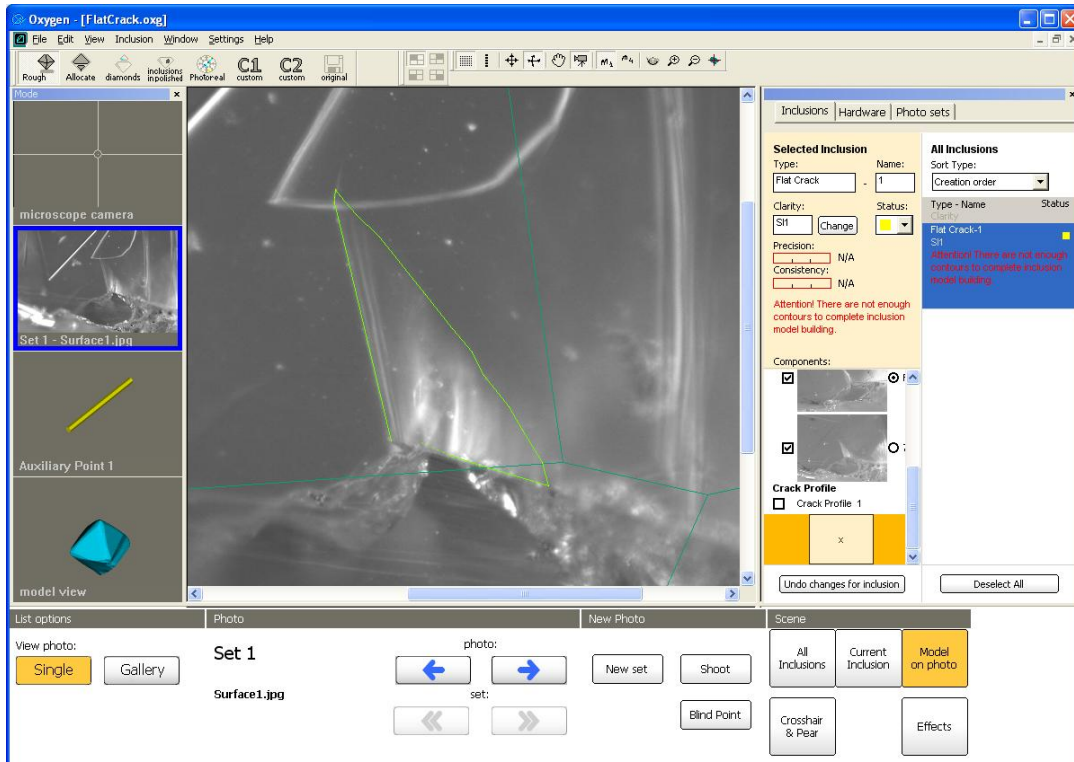 Oxygen - [FlatCrack.oxg]
File Edit View Inclusion Window Settings Help
Rough
Allocate
diamonds
inclusions
inpolished
Photoreal
C1
custom
C2
custom
original
Mode
microscope camera
Set 1 - Surface1.jpg
Auxiliary Point 1
model view
Inclusions Hardware Photo sets
Selected Inclusion
Type: Name:
Flat Crack - 1
Clarity: Status:
SI1 Change
Precision:
N/A
Consistency:
N/A
Attention! There are not enough
contours to complete inclusion
model building.
Components:
Crack Profile
Crack Profile 1
x
Undo changes for inclusion
All Inclusions
Sort Type:
Creation order
Type - Name Status
Clarity
Flat Crack-1
SI1
Attention! There are not enough
contours to complete inclusion
model building.
Deselect All
List options
View photo:
Single Gallery
Photo
Set 1
Surface1.jpg
photo:
set:
New Photo
New set Shoot
Blind Point
Scene
All
Inclusions
Current
Inclusion
Model
on photo
Crosshair
& Pear
Effects